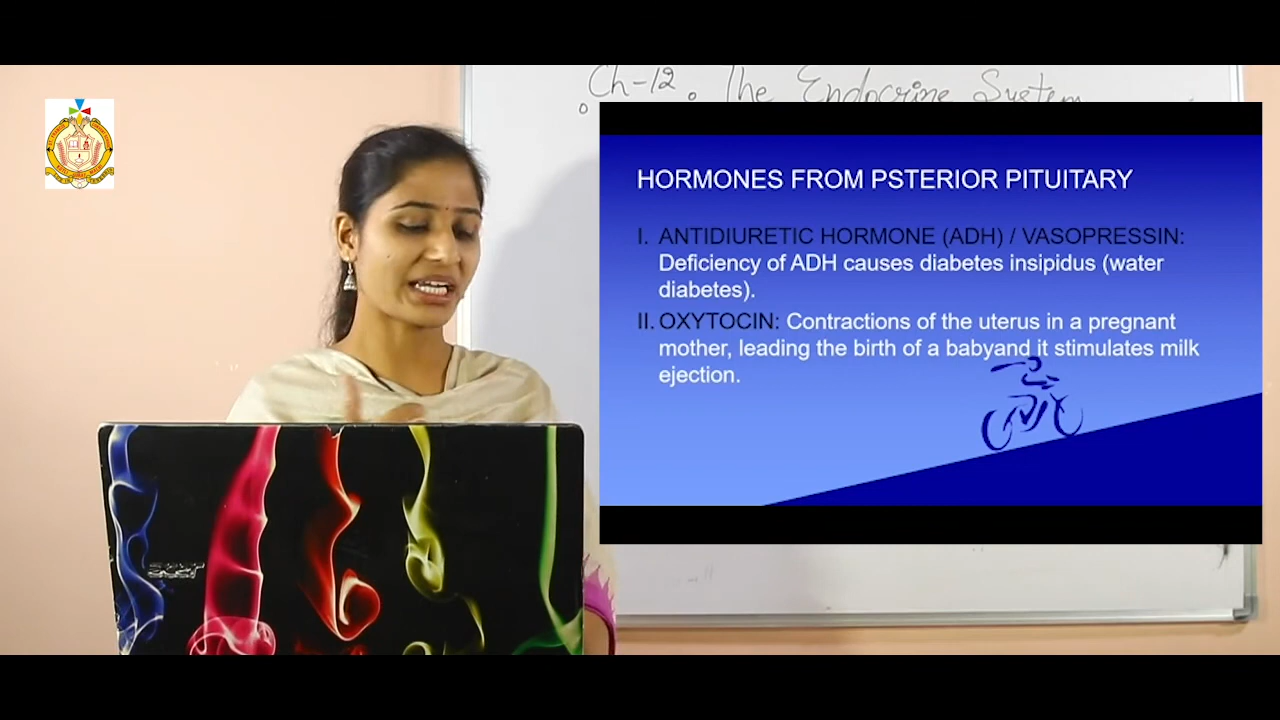 Ch-12. The Endocrine System
HORMONES FROM PSTERIOR PITUITARY
I. ANTIDIURETIC HORMONE (ADH) / VASOPRESSIN:
Deficiency of ADH causes diabetes insipidus (water
diabetes).
II. OXYTOCIN: Contractions of the uterus in a pregnant
mother, leading the birth of a babyand it stimulates milk
ejection.
acer